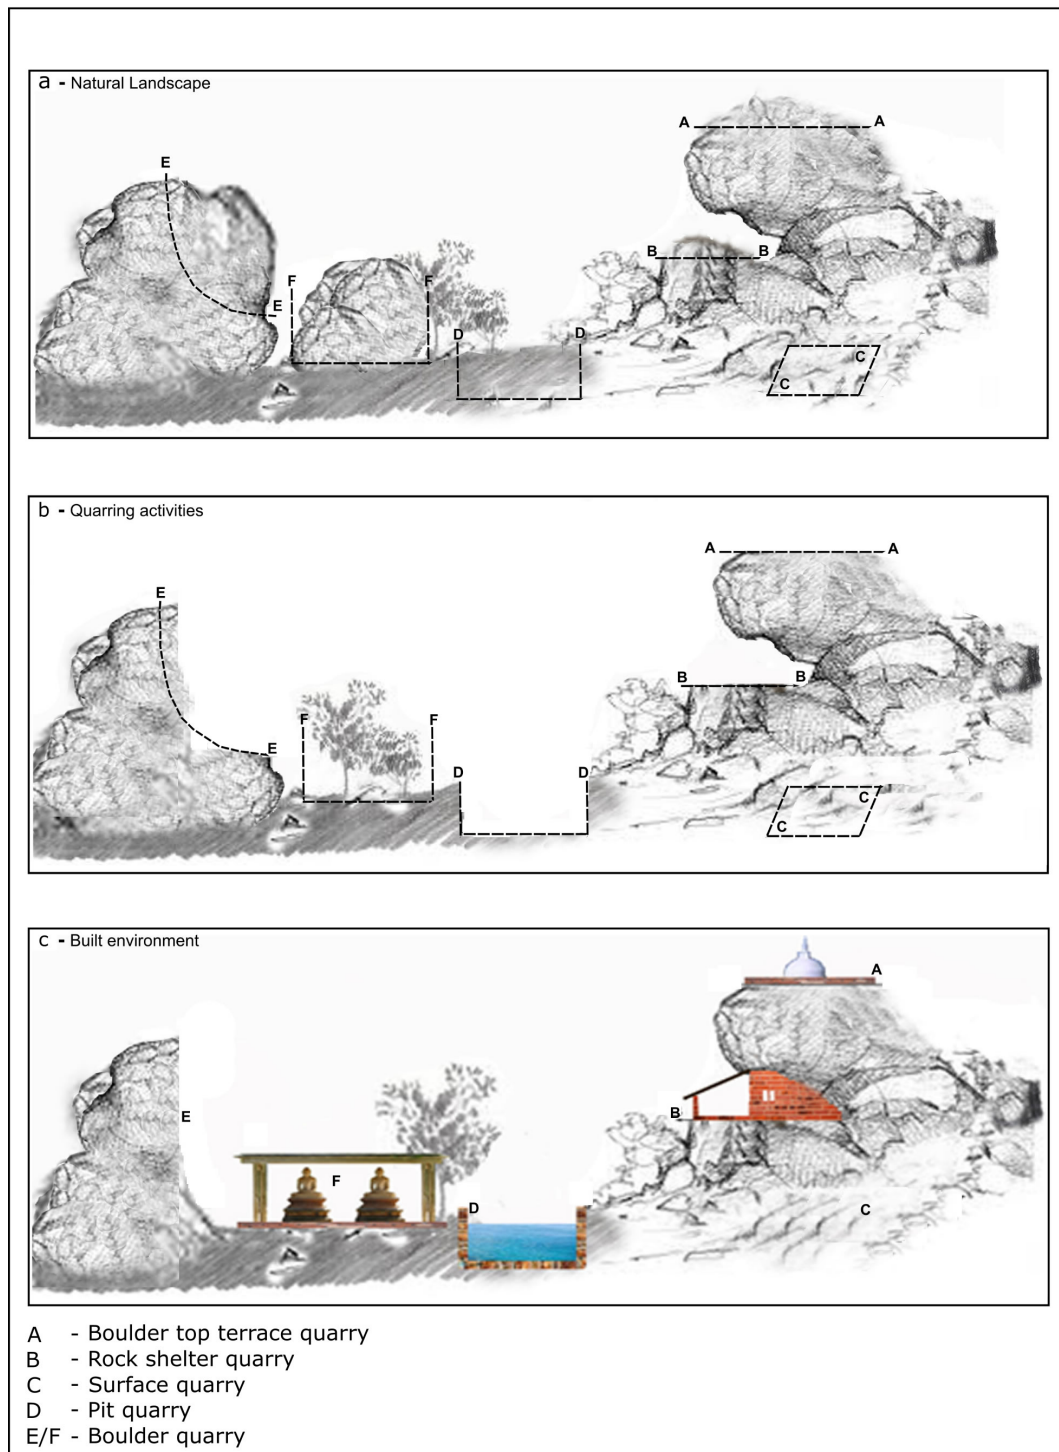 a - Natural Landscape
A A
E
B B
E
F F
D D
C
C
b - Quarring activities
A A
E
B B
F F
E
D D
C
C
c - Built environment
A
B
E
F
D
C
A - Boulder top terrace quarry
B - Rock shelter quarry
C - Surface quarry
D - Pit quarry
E/F - Boulder quarry